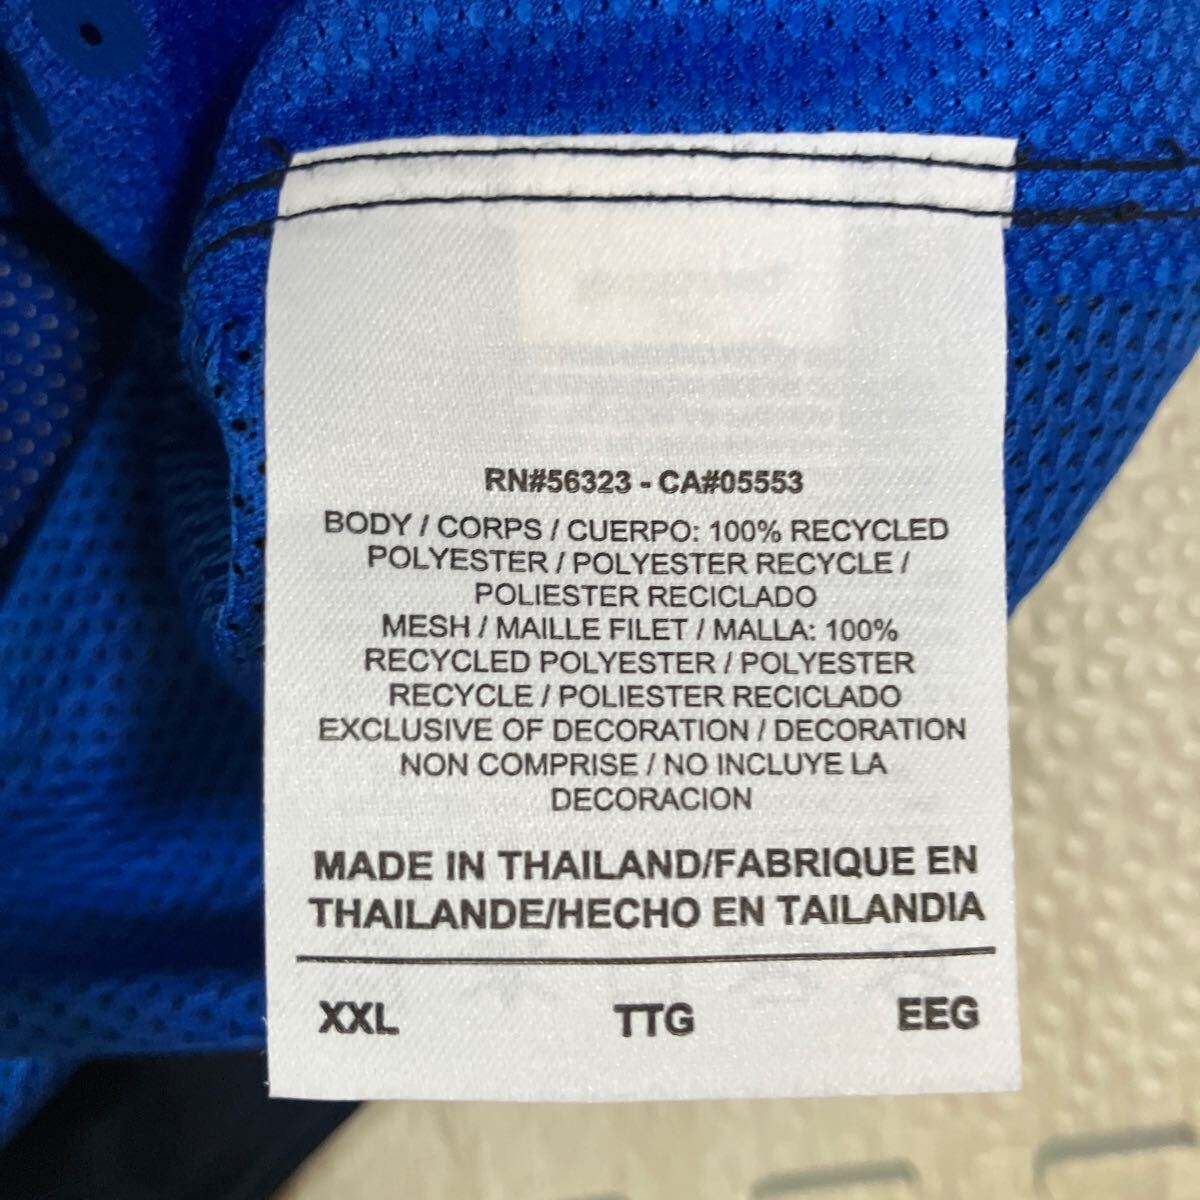 RN#56323 - CA#05553
BODY / CORPS / CUERPO: 100% RECYCLED
POLYESTER / POLYESTER RECYCLE /
POLIESTER RECICLADO
MESH / MAILLE FILET / MALLA: 100%
RECYCLED POLYESTER / POLYESTER
RECYCLE / POLIESTER RECICLADO
EXCLUSIVE OF DECORATION / DECORATION
NON COMPRISE / NO INCLUYE LA
DECORACION
MADE IN THAILAND/FABRIQUE EN
THAILANDE/HECHO EN TAILANDIA
XXL TTG EEG